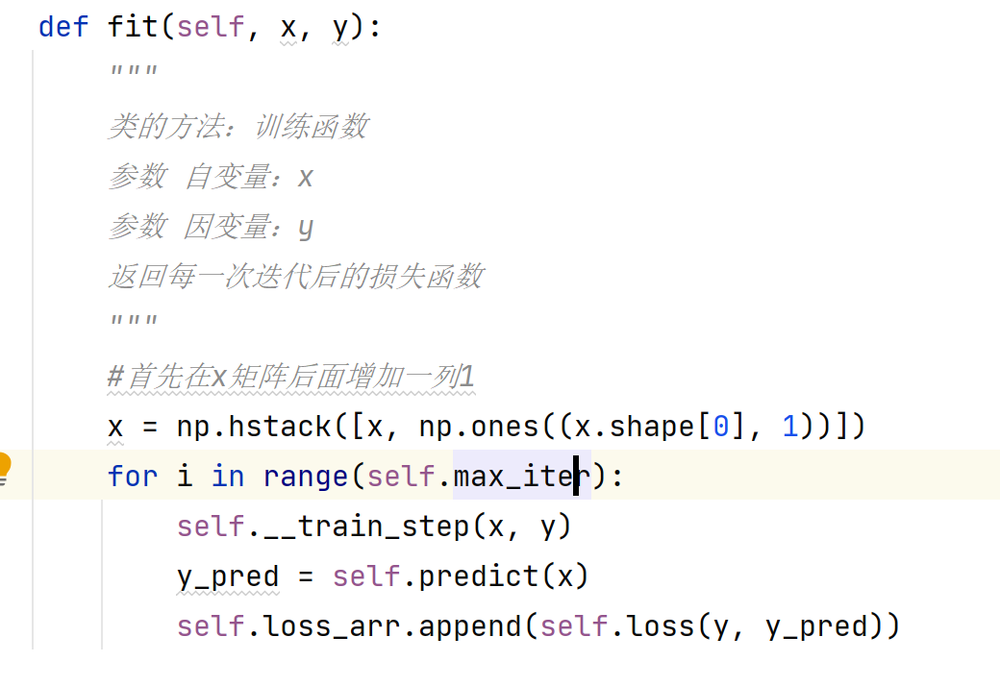 def fit(self, x, y):
"""
类的方法：训练函数
参数 自变量：x
参数 因变量：y
返回每一次迭代后的损失函数
"""
#首先在x矩阵后面增加一列1
x = np.hstack([x, np.ones((x.shape[0], 1))])
for i in range(self.max_iter):
self.__train_step(x, y)
y_pred = self.predict(x)
self.loss_arr.append(self.loss(y, y_pred))